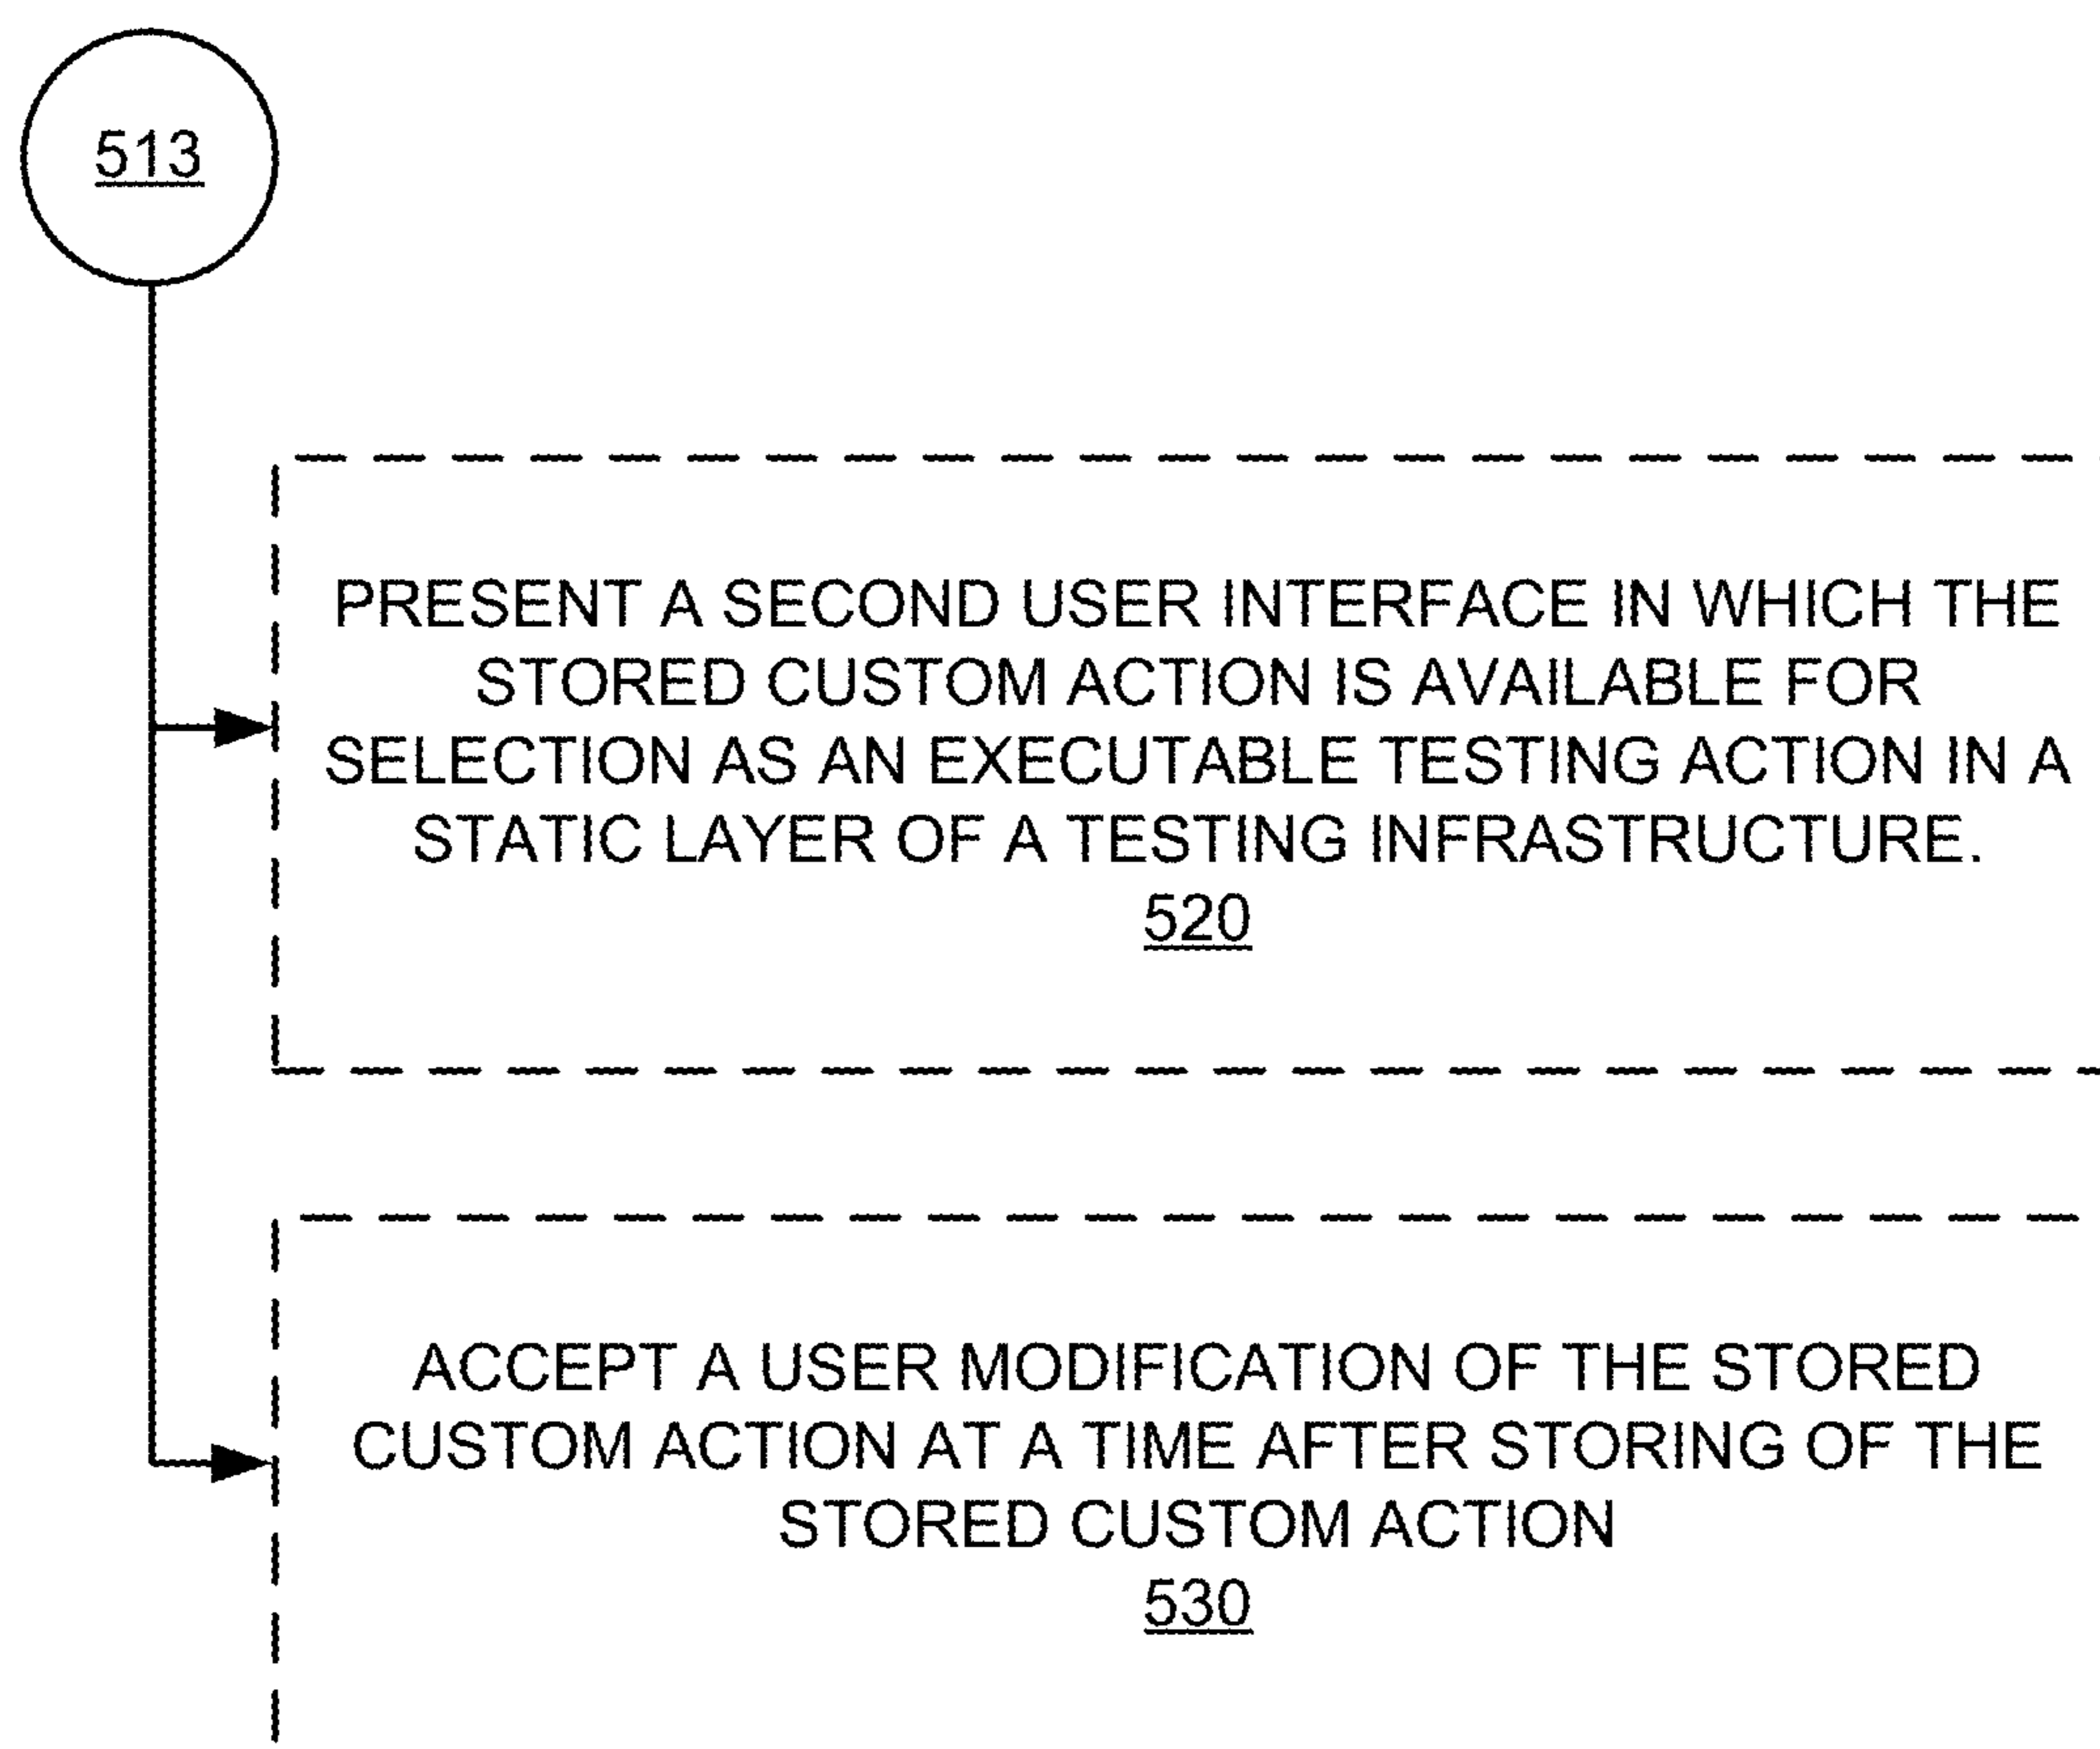 513
PRESENT A SECOND USER INTERFACE IN WHICH THE
STORED CUSTOM ACTION IS AVAILABLE FOR
SELECTION AS AN EXECUTABLE TESTING ACTION IN A
STATIC LAYER OF A TESTING INFRASTRUCTURE.
520
ACCEPT A USER MODIFICATION OF THE STORED
CUSTOM ACTION AT A TIME AFTER STORING OF THE
STORED CUSTOM ACTION
530